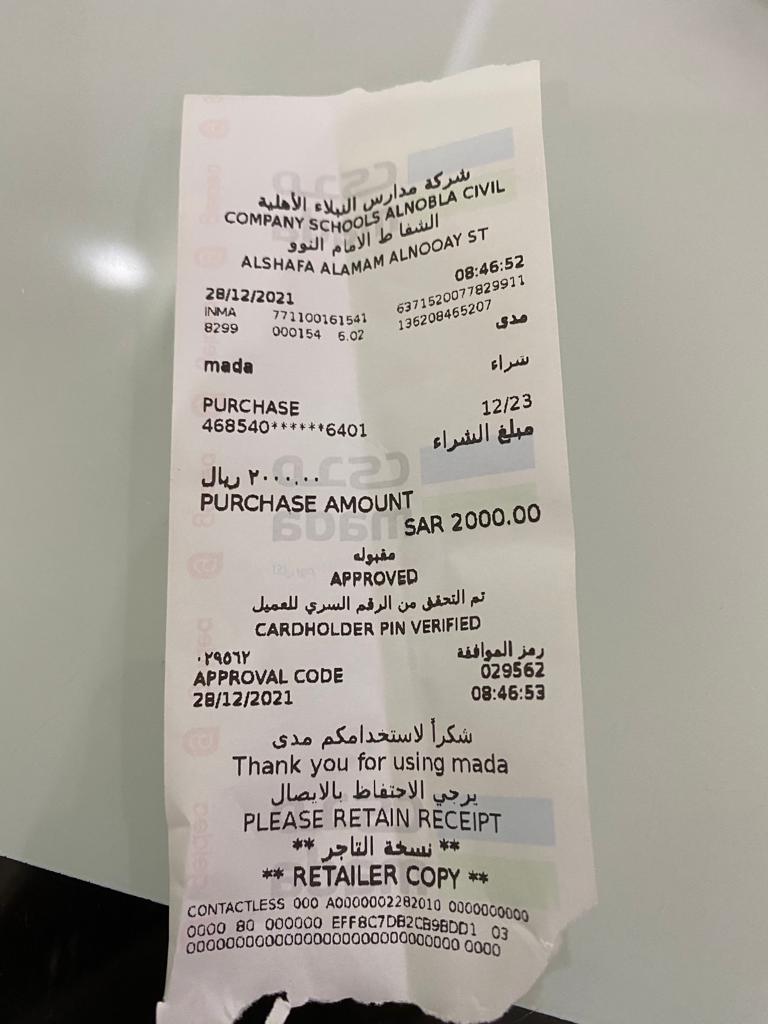 شركة مدارس النبلاء الأهلية
COMPANY SCHOOLS ALNOBLA CIVIL
الشفا ط الامام النوو
ALSHAFA ALAMAM ALNOOAY ST
28/12/2021 08:46:52
INMA 771100161541 6371520077829911
8299 000154 6.02 136208465207
mada مدى
شراء
PURCHASE 12/23
468540******6401
مبلغ الشراء
٢٠٠٠.٠٠ ريال
PURCHASE AMOUNT
SAR 2000.00
مقبوله
APPROVED
تم التحقق من الرقم السري للعميل
CARDHOLDER PIN VERIFIED
رمز الموافقة ٠٢٩٥٦٢
APPROVAL CODE 029562
28/12/2021 08:46:53
شكراً لاستخدامكم مدى
Thank you for using mada
يرجي الاحتفاظ بالايصال
PLEASE RETAIN RECEIPT
** نسخة التاجر **
** RETAILER COPY **
CONTACTLESS 000 A0000002282010 0000000000
0000 80 000000 EFF8C7DB2CB9BDD1 03